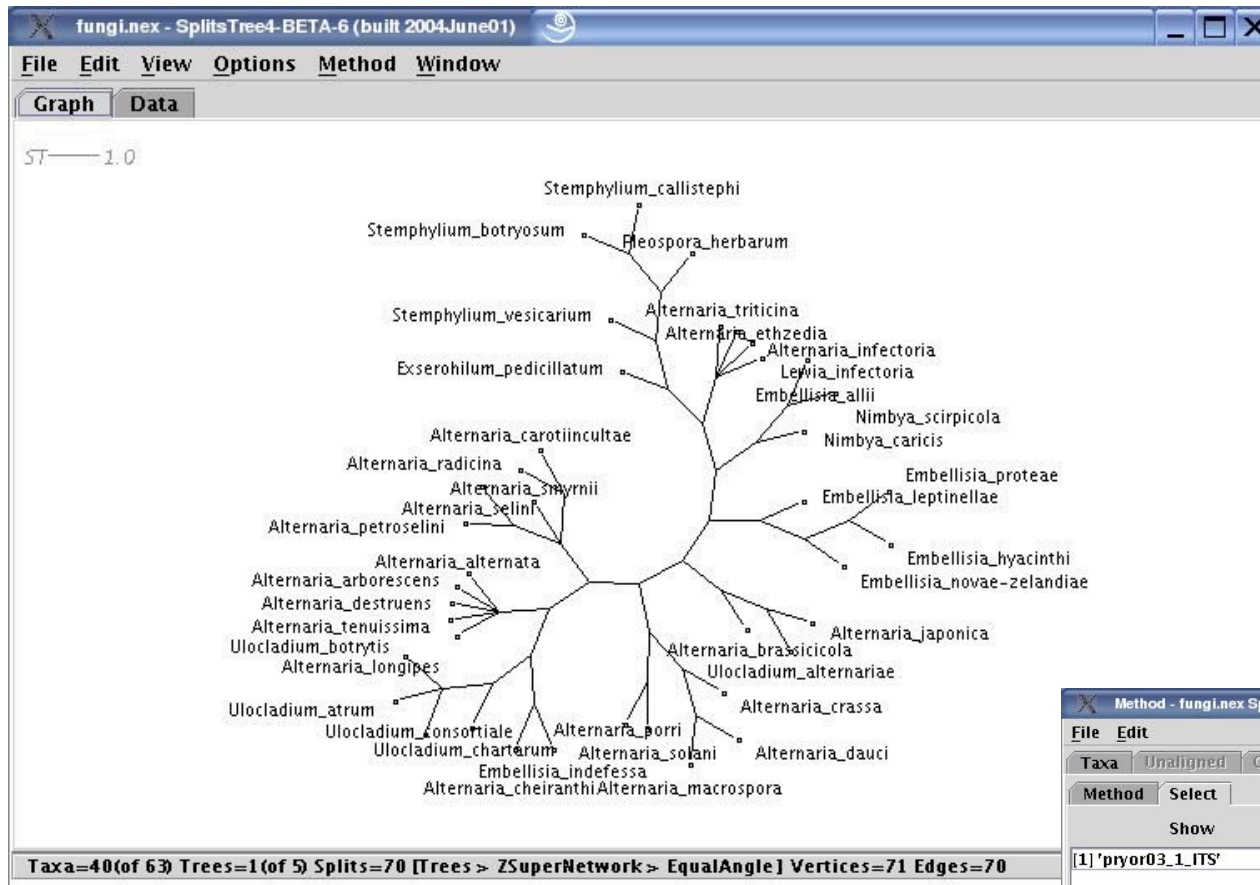 fungi.nex - SplitsTree4-BETA-6 (built 2004June01)
File Edit View Options Method Window
Graph Data
ST 1.0
Stemphylium_callistephi
Stemphylium_botryosum
Pleospora_herbarum
Alternaria_triticina
Stemphylium_vesicarium
Alternaria_ethzedia
Alternaria_infectoria
Exserohilum_pedicillatum
Lewia_infectoria
Embellisia_allii
Nimbya_scirpicola
Alternaria_carotiincultae
Nimbya_caricis
Alternaria_radicina
Embellisia_proteae
Alternaria_smyrnii
Embellisia_leptinellae
Alternaria_selini
Alternaria_petroselini
Embellisia_hyacinthi
Alternaria_alternata
Alternaria_arborescens
Embellisia_novae-zelandiae
Alternaria_destruens
Alternaria_tenuissima
Alternaria_japonica
Ulocladium_botrytis
Alternaria_brassicicola
Alternaria_longipes
Ulocladium_alternariae
Ulocladium_atrum
Alternaria_crassa
Ulocladium_consortiale
Alternaria_porri
Ulocladium_chartarum
Alternaria_solani
Alternaria_dauci
Embellisia_indefessa
Alternaria_cheiranthi
Alternaria_macrospora
Taxa=40(of 63) Trees=1(of 5) Splits=70 [Trees > ZSuperNetwork > EqualAngle] Vertices=71 Edges=70
Method - fungi.nex Sp
File Edit
Taxa Unaligned
Method Select
Show
[1] 'pryor03_1_ITS'